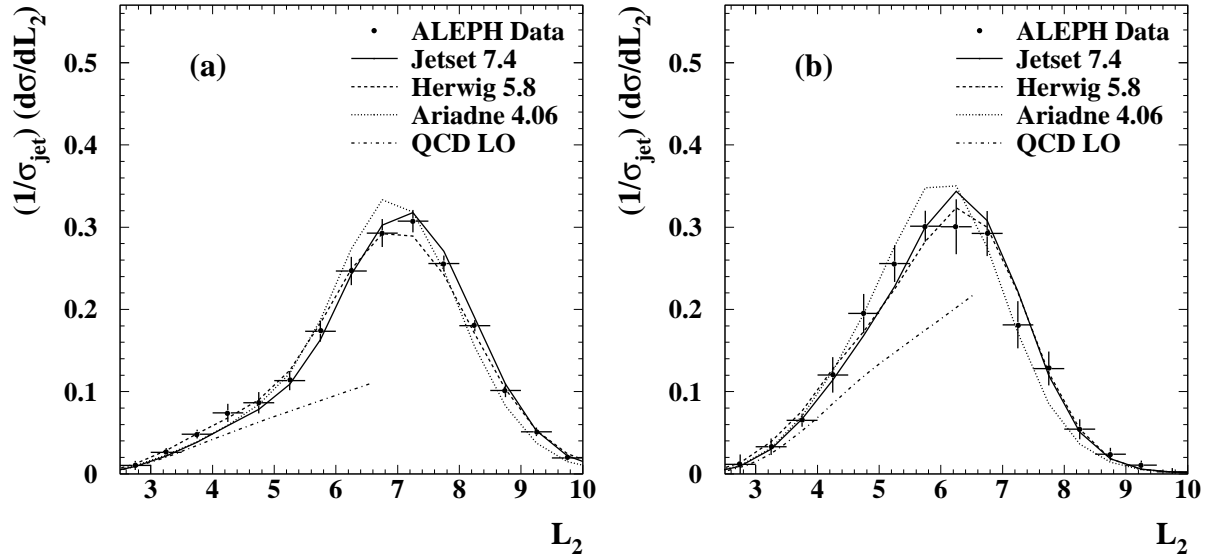 (1/σjet) (dσ/dL2)
(a)
ALEPH Data
Jetset 7.4
Herwig 5.8
Ariadne 4.06
QCD LO
0.5
0.4
0.3
0.2
0.1
0
3 4 5 6 7 8 9 10
L2
(1/σjet) (dσ/dL2)
(b)
ALEPH Data
Jetset 7.4
Herwig 5.8
Ariadne 4.06
QCD LO
0.5
0.4
0.3
0.2
0.1
0
3 4 5 6 7 8 9 10
L2